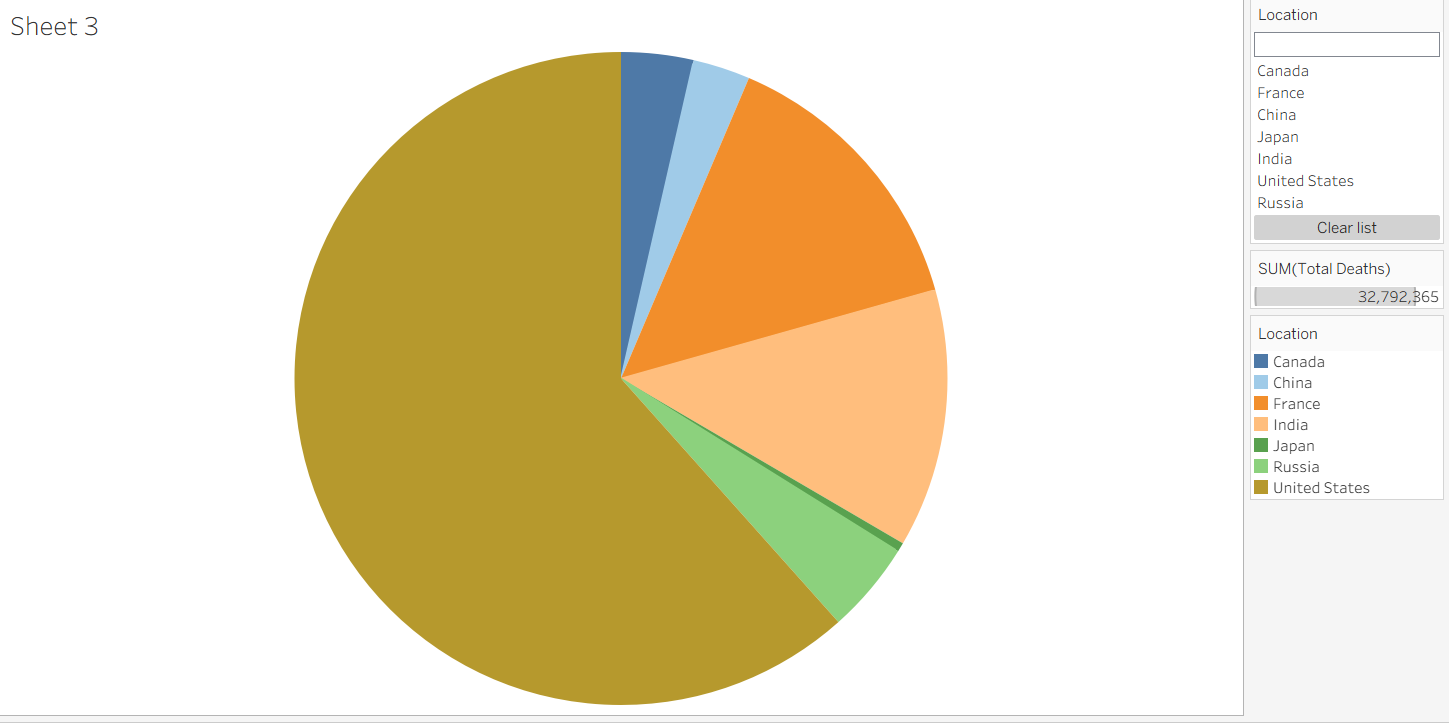 Sheet 3
Location
Canada
France
China
Japan
India
United States
Russia
Clear list
SUM(Total Deaths)
32,792,365
Location
Canada
China
France
India
Japan
Russia
United States